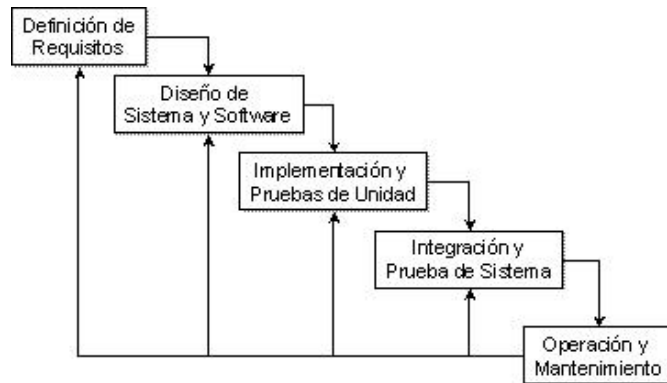 Definición de
Requisitos
Diseño de
Sistema y Software
Implementación y
Pruebas de Unidad
Integración y
Prueba de Sistema
Operación y
Mantenimiento